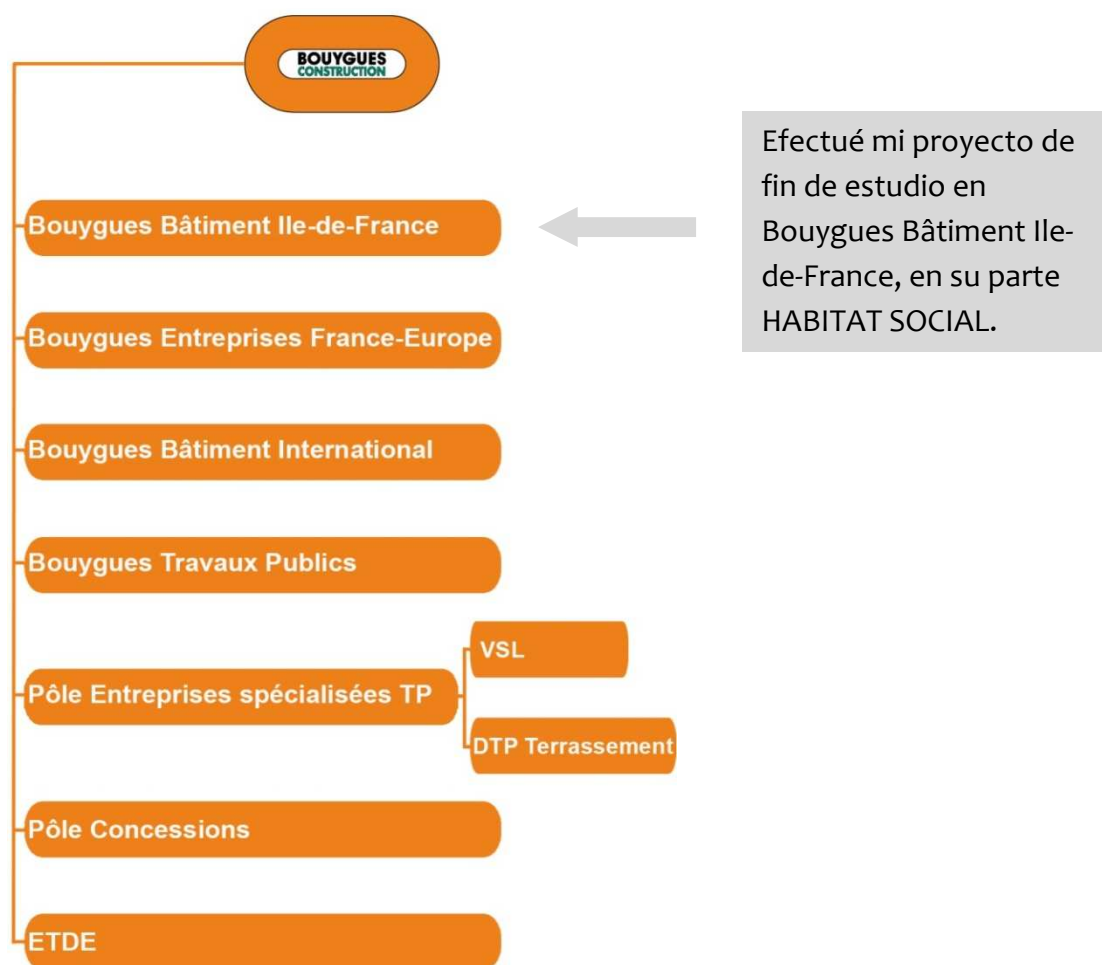 BOUYGUES
CONSTRUCTION
Efectué mi proyecto de
fin de estudio en
Bouygues Bâtiment Ile-
de-France, en su parte
HABITAT SOCIAL.
Bouygues Bâtiment Ile-de-France
Bouygues Entreprises France-Europe
Bouygues Bâtiment International
Bouygues Travaux Publics
VSL
Pôle Entreprises spécialisées TP
DTP Terrassement
Pôle Concessions
ETDE